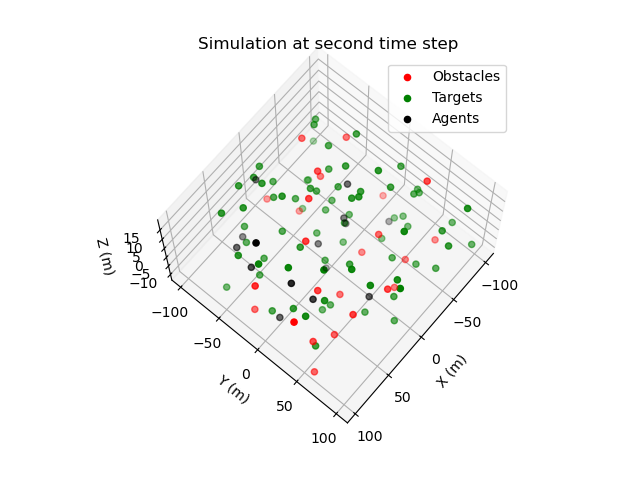 Simulation at second time step
Obstacles
Targets
Agents
15
10
5
0
−5
−10
Z (m)
−100
−50
0
50
100
Y (m)
−100
−50
0
50
100
X (m)